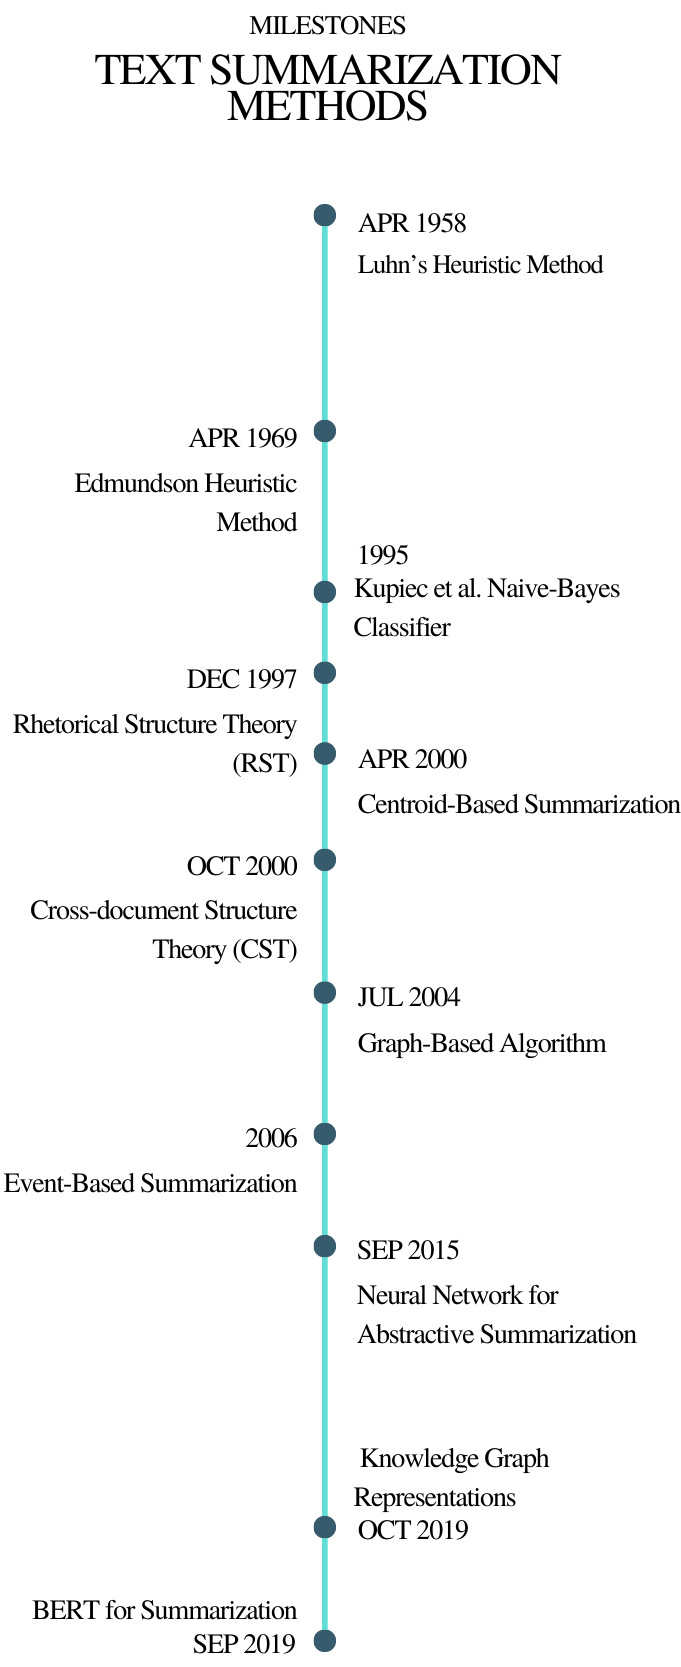 MILESTONES
TEXT SUMMARIZATION
METHODS
APR 1958
Luhn’s Heuristic Method
APR 1969
Edmundson Heuristic
Method
1995
Kupiec et al. Naive-Bayes
Classifier
DEC 1997
Rhetorical Structure Theory
(RST)
APR 2000
Centroid-Based Summarization
OCT 2000
Cross-document Structure
Theory (CST)
JUL 2004
Graph-Based Algorithm
2006
Event-Based Summarization
SEP 2015
Neural Network for
Abstractive Summarization
Knowledge Graph
Representations
OCT 2019
BERT for Summarization
SEP 2019